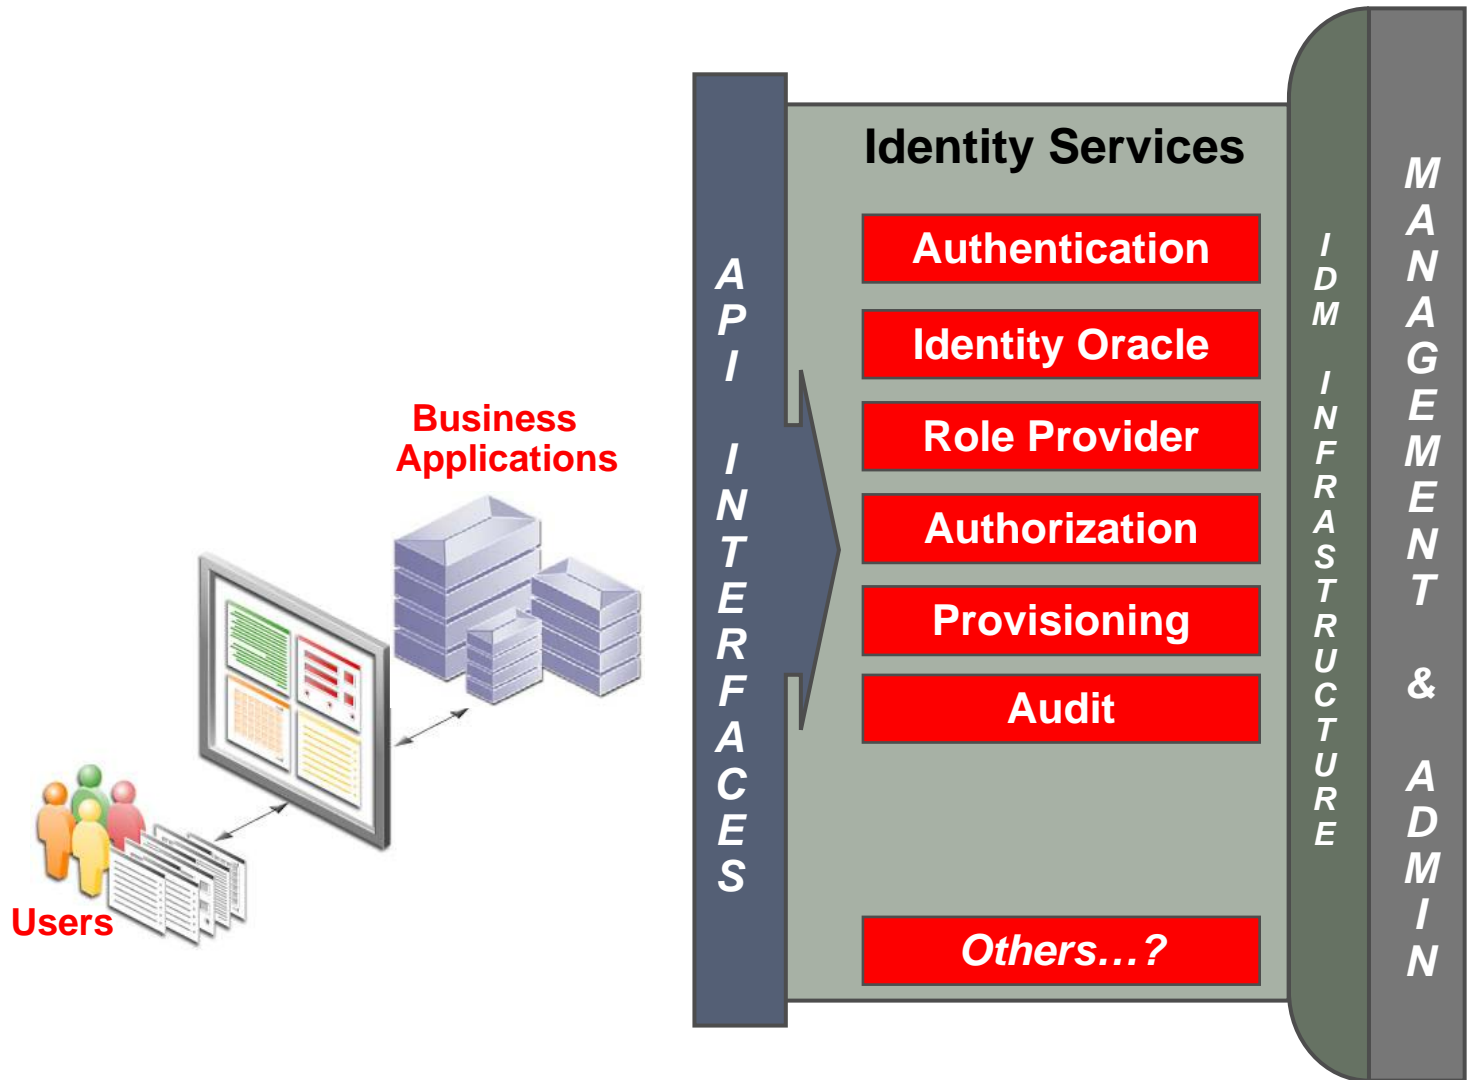 Business
Applications
Users
API INTERFACES
Identity Services
Authentication
Identity Oracle
Role Provider
Authorization
Provisioning
Audit
Others…?
IDM INFRASTRUCTURE
MANAGEMENT & ADMIN